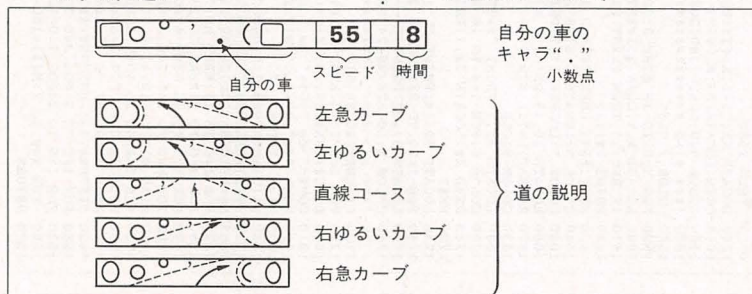 55 8
自分の車の
キャラ“．”
小数点
自分の車
スピード
時間
左急カーブ
左ゆるいカーブ
直線コース
右ゆるいカーブ
右急カーブ
道の説明